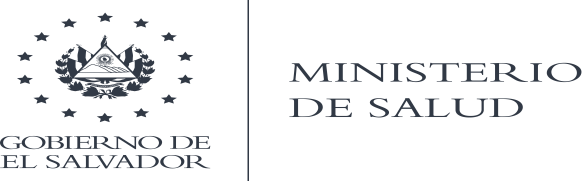 GOBIERNO DE
EL SALVADOR
MINISTERIO
DE SALUD